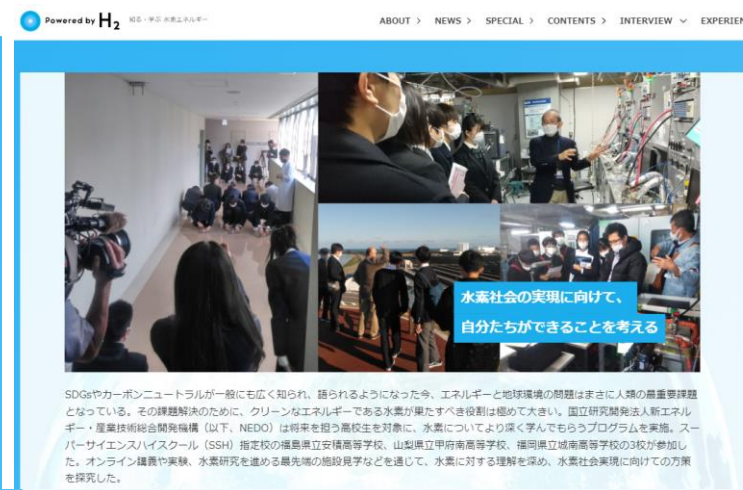 Powered by H2 知る・学ぶ 水素エネルギー
ABOUT > NEWS > SPECIAL > CONTENTS > INTERVIEW EXPERIEN
水素社会の実現に向けて、
自分たちができることを考える
SDGsやカーボンニュートラルが一般にも広く知られ、語られるようになった今、エネルギーと地球環境の問題はまさに人類の最重要課題
となっている。その課題解決のために、クリーンなエネルギーである水素が果たすべき役割は極めて大きい。国立研究開発法人新エネル
ギー・産業技術総合開発機構（以下、NEDO）は将来を担う高校生を対象に、水素についてより深く学んでもらうプログラムを実施。スー
パーサイエンスハイスクール（SSH）指定校の福島県立安積高等学校、山梨県立甲府南高等学校、福岡県立城南高等学校の3校が参加し
た。オンライン講義や実験、水素研究を進める最先端の施設見学などを通じて、水素に対する理解を深め、水素社会実現に向けての方策
を探究した。